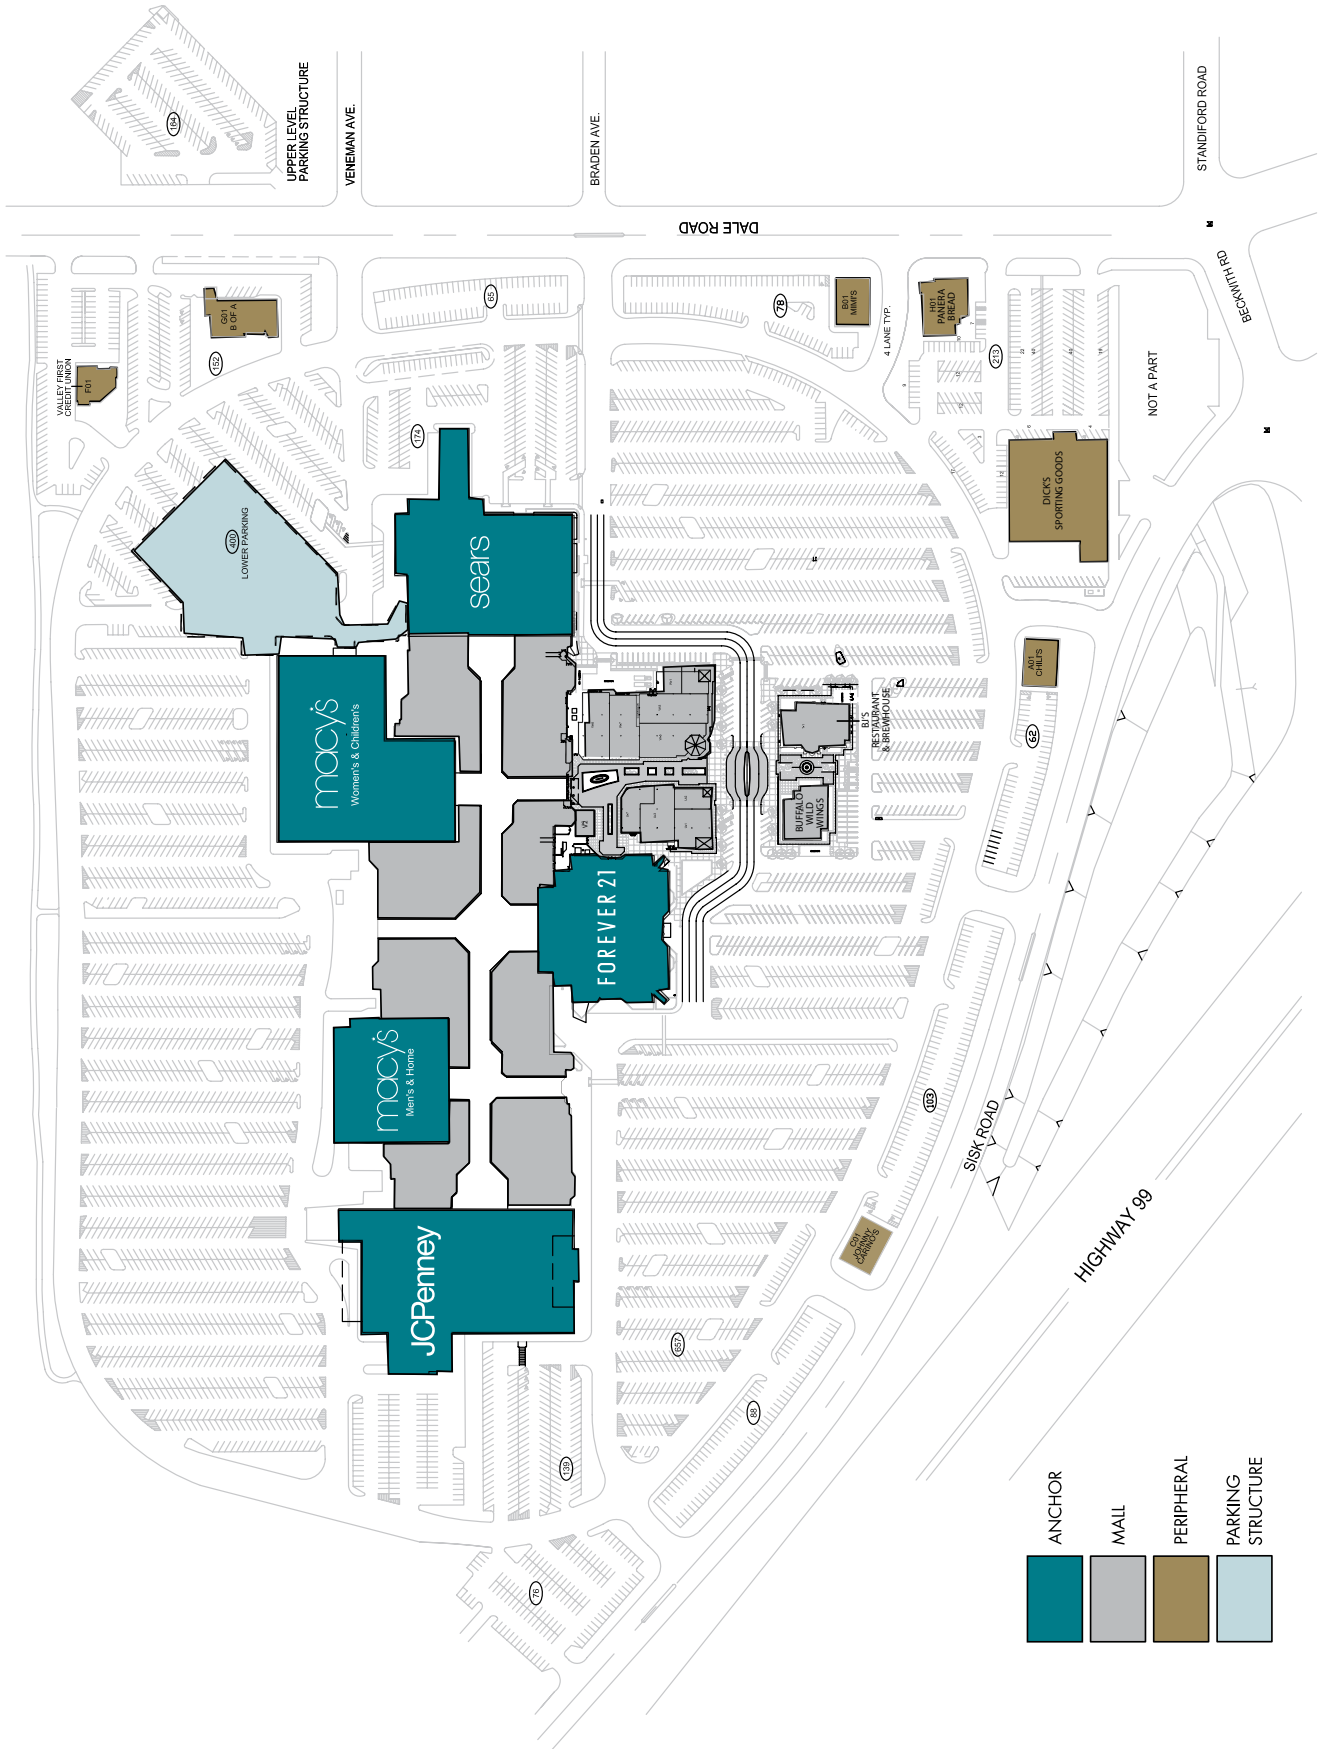 164
UPPER LEVEL
PARKING STRUCTURE
VENEMAN AVE.
BRADEN AVE.
STANDIFORD ROAD
DALE ROAD
BECKWITH RD
VALLEY FIRST
CREDIT UNION
F01
G01
B OF A
152
65
78
B01
MIMI'S
4 LANE TYP.
H01
PANERA
BREAD
213
NOT A PART
174
400
LOWER PARKING
sears
DICK'S
SPORTING GOODS
A01
CHILI'S
62
macy's
Women's & Children's
BJ'S
RESTAURANT
& BREWHOUSE
BUFFALO
WILD
WINGS
FOREVER 21
macy's
Men's & Home
103
SISK ROAD
HIGHWAY 99
C01
JOHNNY
CARINO'S
JCPenney
657
88
139
76
ANCHOR
MALL
PERIPHERAL
PARKING
STRUCTURE